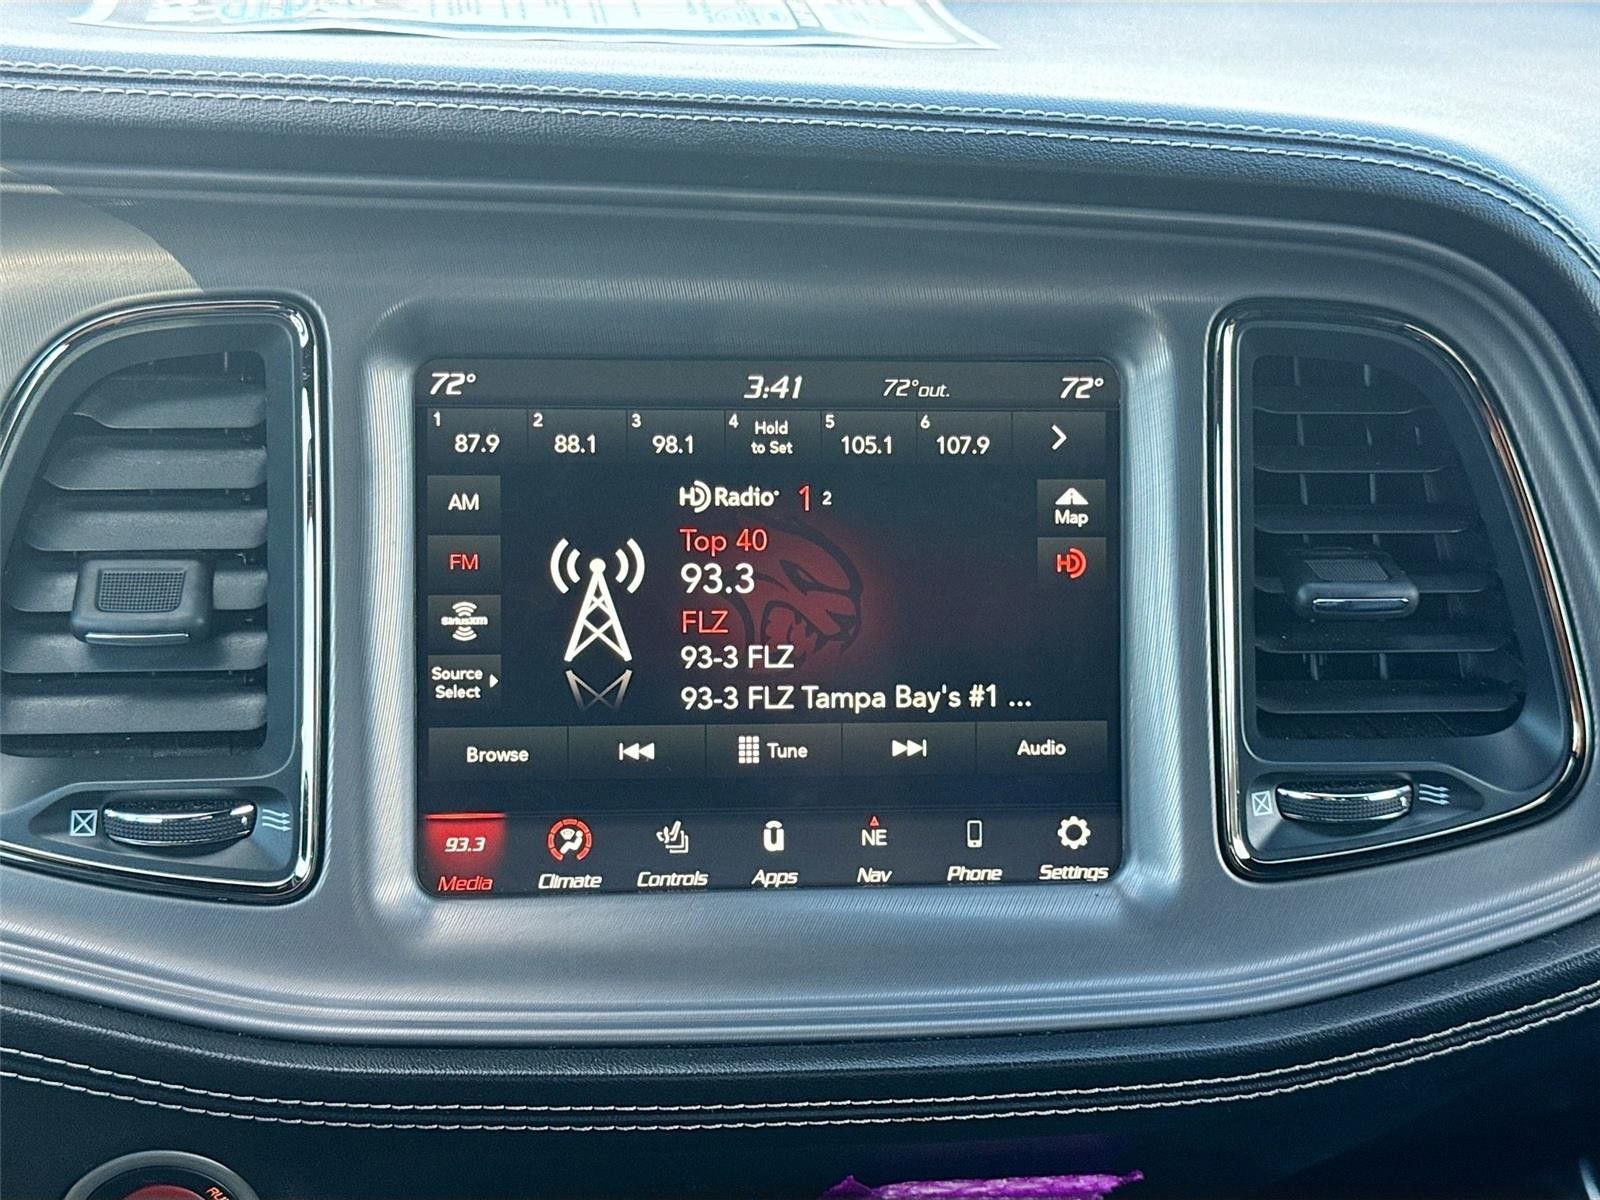 72° 3:41 72°out. 72°
1 87.9 2 88.1 3 98.1 4 Hold to Set 5 105.1 6 107.9
AM
FM
SiriusXM
Source
Select
HD Radio 1 2
Top 40
93.3
FLZ
93-3 FLZ
93-3 FLZ Tampa Bay's #1 ...
Map
HD
Browse Tune Audio
93.3 NE
Media Climate Controls Apps Nav Phone Settings